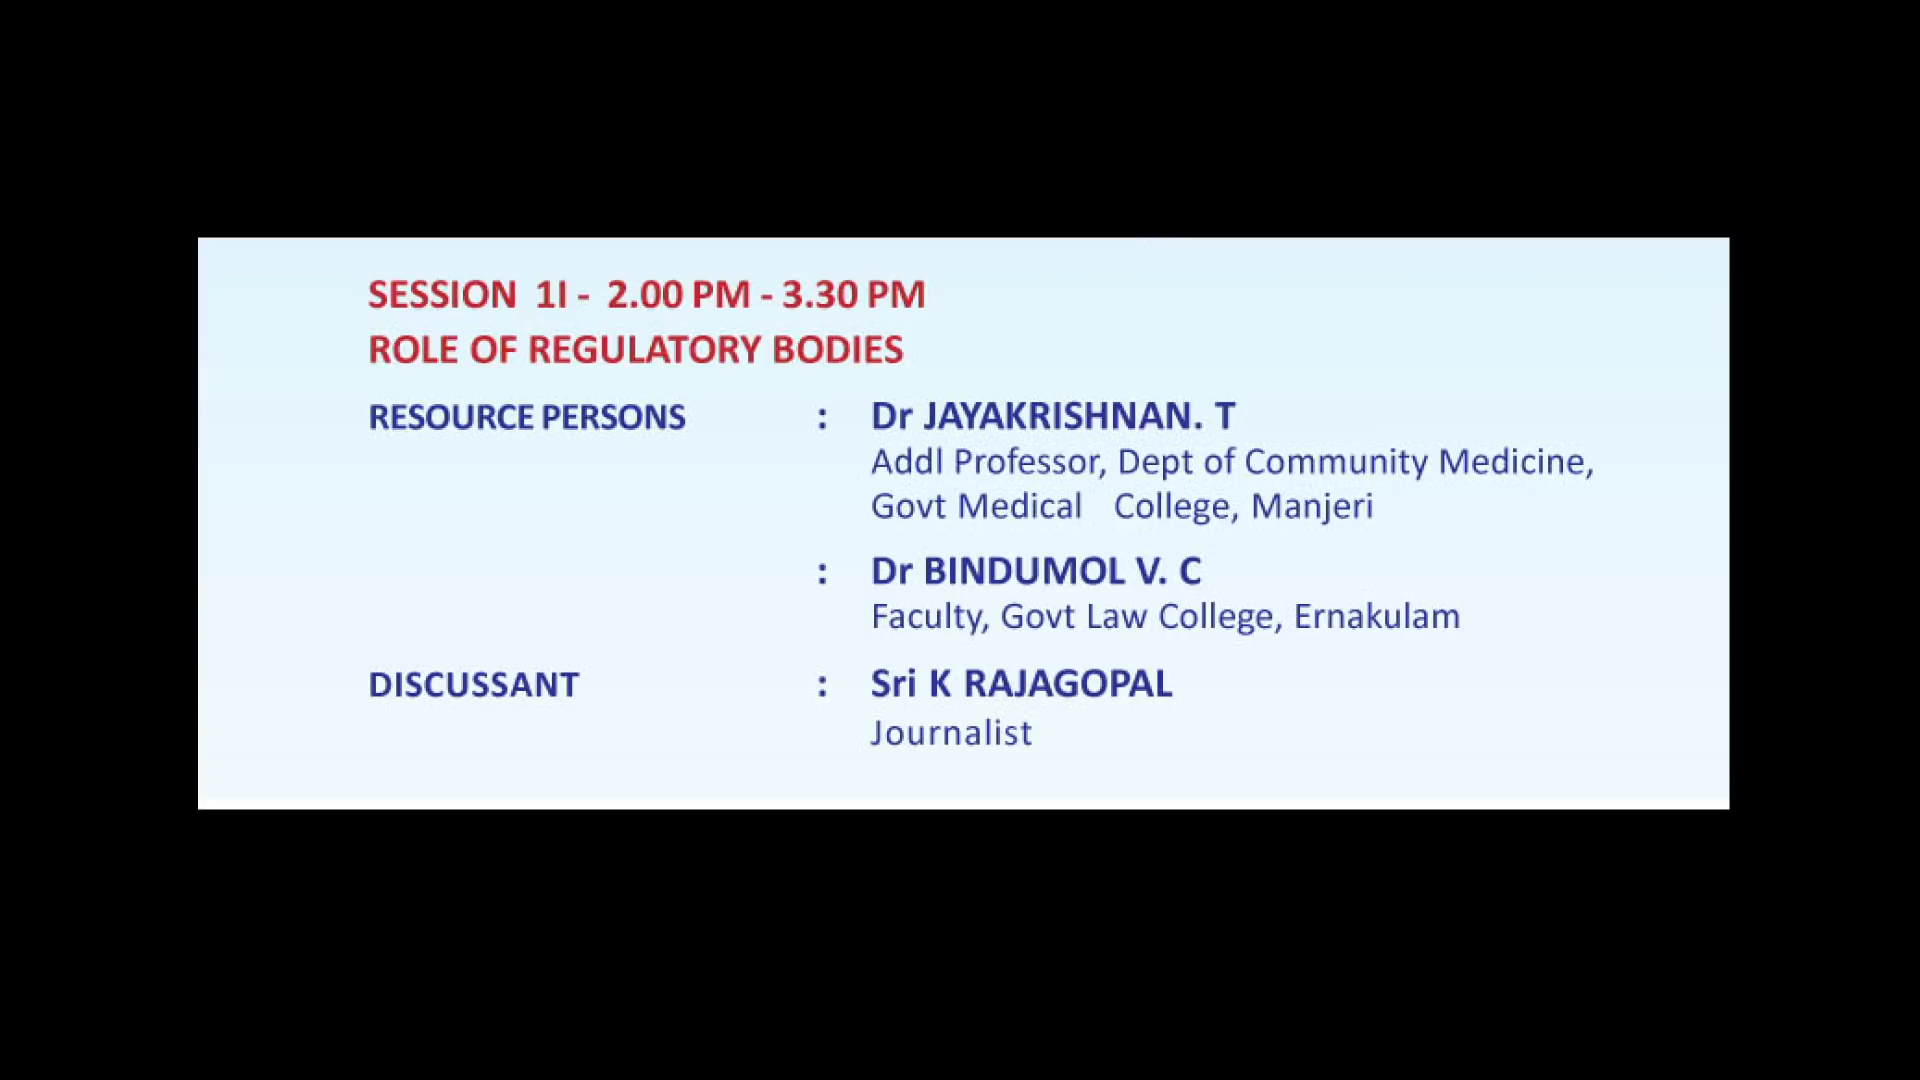 SESSION 1I - 2.00 PM - 3.30 PM
ROLE OF REGULATORY BODIES
RESOURCE PERSONS : Dr JAYAKRISHNAN. T
Addl Professor, Dept of Community Medicine,
Govt Medical College, Manjeri
: Dr BINDUMOL V. C
Faculty, Govt Law College, Ernakulam
DISCUSSANT : Sri K RAJAGOPAL
Journalist